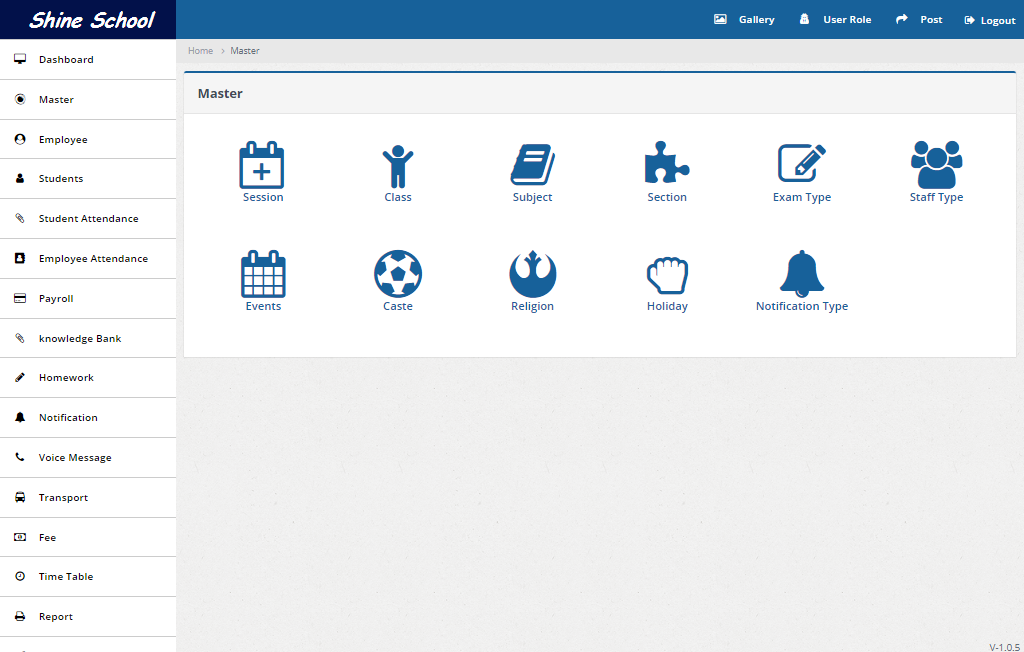 Shine School
Gallery
User Role
Post
Logout
Home > Master
Dashboard
Master
Employee
Students
Student Attendance
Employee Attendance
Payroll
knowledge Bank
Homework
Notification
Voice Message
Transport
Fee
Time Table
Report
Master
Session
Class
Subject
Section
Exam Type
Staff Type
Events
Caste
Religion
Holiday
Notification Type
V-1.0.5